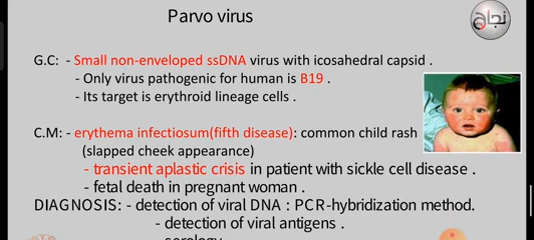 Parvo virus
نجاح
G.C: - Small non-enveloped ssDNA virus with icosahedral capsid .
- Only virus pathogenic for human is B19 .
- Its target is erythroid lineage cells .
C.M: - erythema infectiosum(fifth disease): common child rash
(slapped cheek appearance)
- transient aplastic crisis in patient with sickle cell disease .
- fetal death in pregnant woman .
DIAGNOSIS: - detection of viral DNA : PCR-hybridization method.
- detection of viral antigens .
- serology